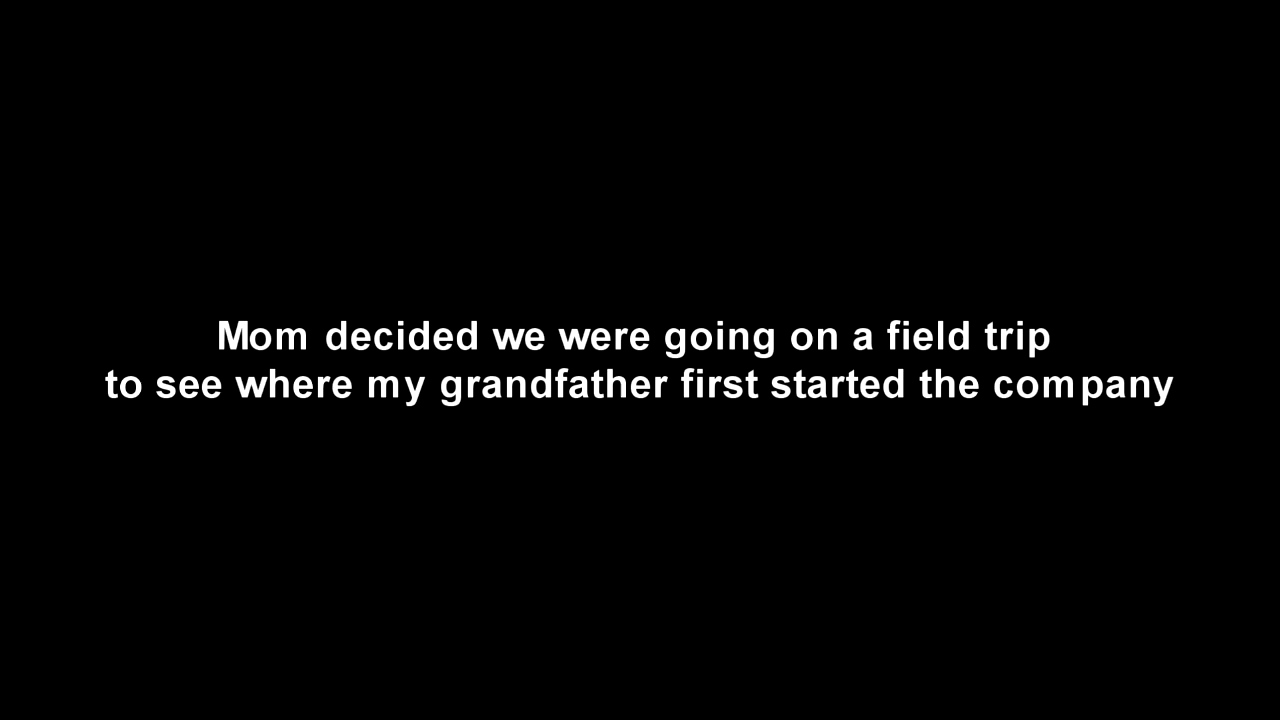 Mom decided we were going on a field trip
to see where my grandfather first started the company